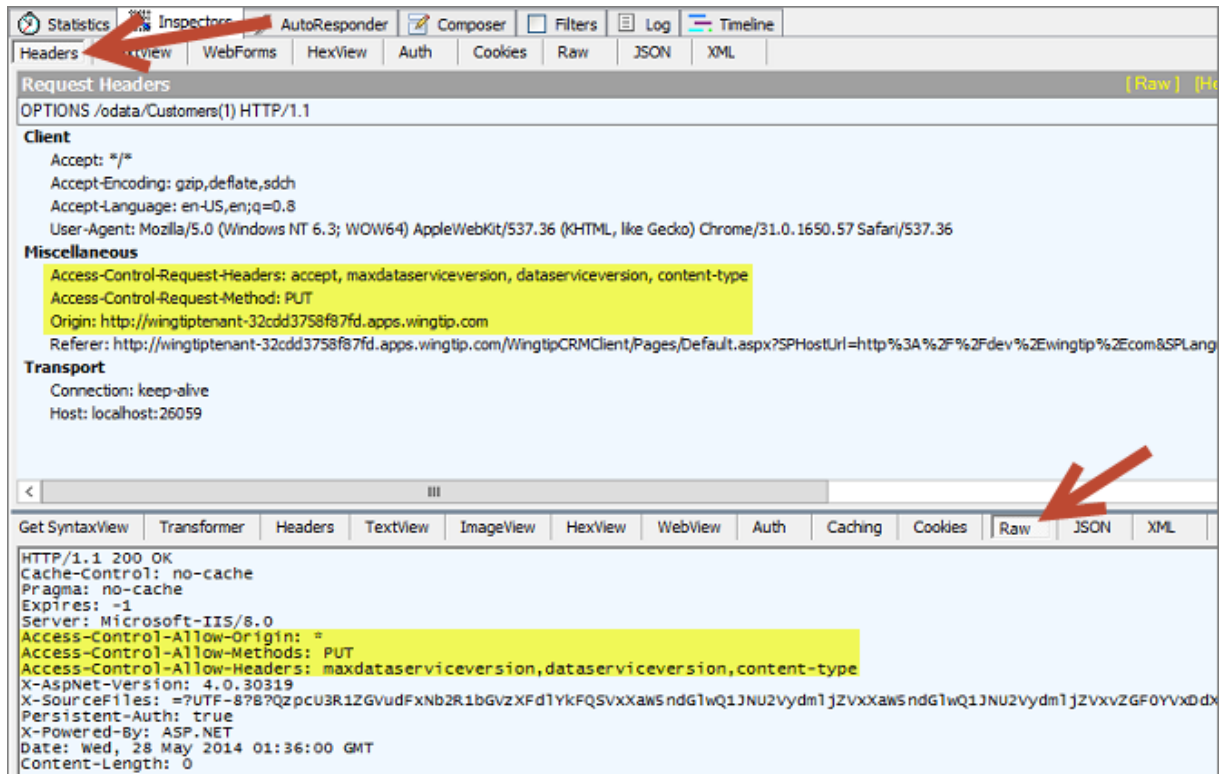 Statistics Inspectors AutoResponder Composer Filters Log Timeline
Headers WebForms HexView Auth Cookies Raw JSON XML
Request Headers [ Raw ]
OPTIONS /odata/Customers(1) HTTP/1.1
Client
Accept: */*
Accept-Encoding: gzip,deflate,sdch
Accept-Language: en-US,en;q=0.8
User-Agent: Mozilla/5.0 (Windows NT 6.3; WOW64) AppleWebKit/537.36 (KHTML, like Gecko) Chrome/31.0.1650.57 Safari/537.36
Miscellaneous
Access-Control-Request-Headers: accept, maxdataserviceversion, dataserviceversion, content-type
Access-Control-Request-Method: PUT
Origin: http://wingtiptenant-32cdd3758f87fd.apps.wingtip.com
Referer: http://wingtiptenant-32cdd3758f87fd.apps.wingtip.com/WingtipCRMClient/Pages/Default.aspx?SPHostUrl=http%3A%2F%2Fdev%2Ewingtip%2Ecom&SPLang
Transport
Connection: keep-alive
Host: localhost:26059
Get SyntaxView Transformer Headers TextView ImageView HexView WebView Auth Caching Cookies Raw JSON XML
HTTP/1.1 200 OK
Cache-Control: no-cache
Pragma: no-cache
Expires: -1
Server: Microsoft-IIS/8.0
Access-Control-Allow-Origin: *
Access-Control-Allow-Methods: PUT
Access-Control-Allow-Headers: maxdataserviceversion,dataserviceversion,content-type
X-AspNet-Version: 4.0.30319
X-SourceFiles: =?UTF-8?B?QzpcU3R1ZGVudFxNb2R1bGVzXFdlYkFQSVxXaW5ndGlwQ1JNU2VydmljZVxXaW5ndGlwQ1JNU2VydmljZVxvZGF0YVxDdX
Persistent-Auth: true
X-Powered-By: ASP.NET
Date: Wed, 28 May 2014 01:36:00 GMT
Content-Length: 0